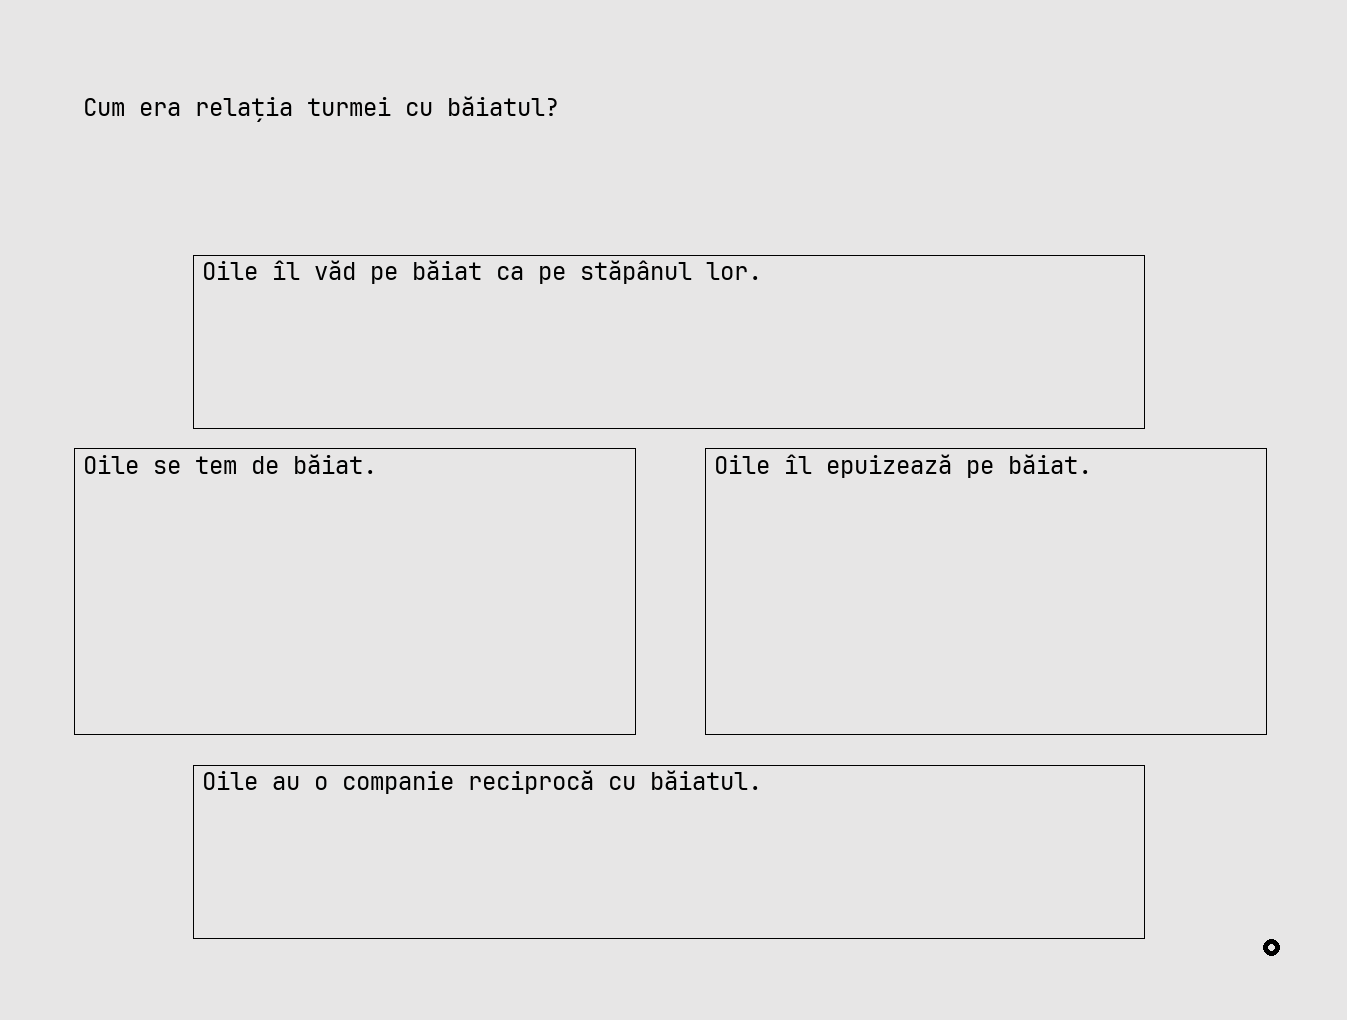 Cum era relația turmei cu băiatul?
Oile îl văd pe băiat ca pe stăpânul lor.
Oile se tem de băiat.
Oile îl epuizează pe băiat.
Oile au o companie reciprocă cu băiatul.